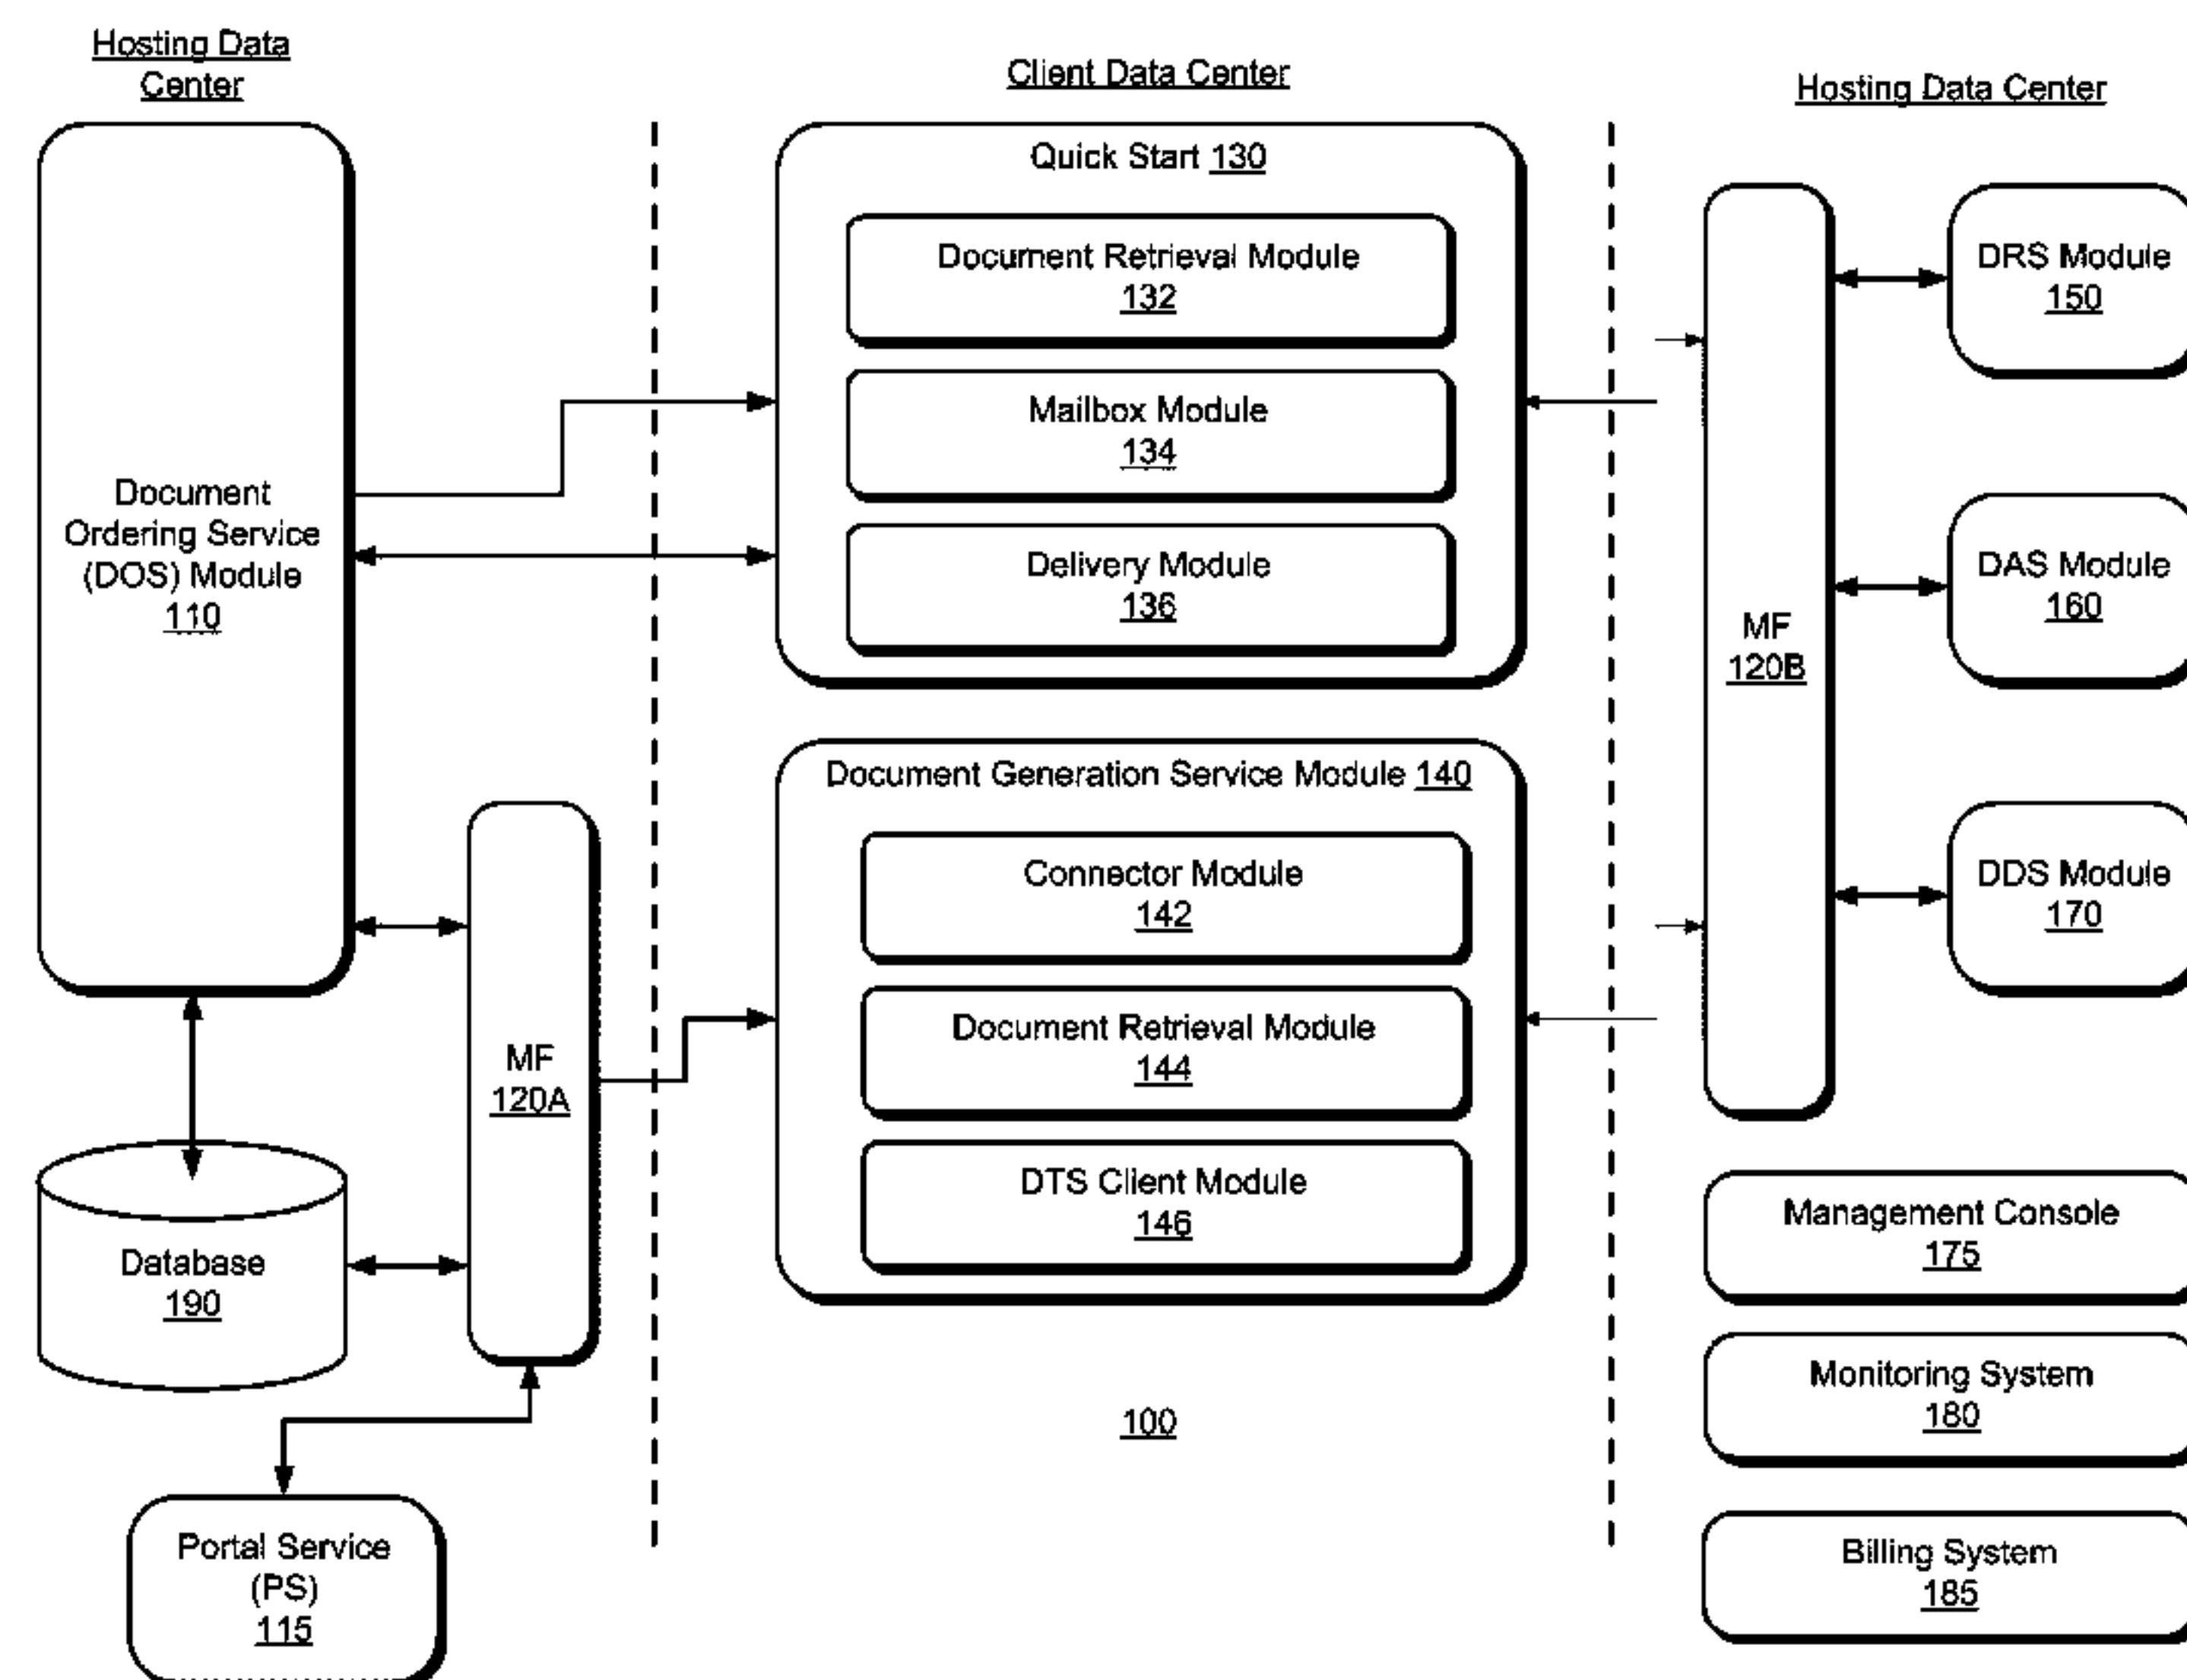 Hosting Data
Center
Client Data Center
Hosting Data Center
Document
Ordering Service
(DOS) Module
110
Quick Start 130
Document Retrieval Module
132
Mailbox Module
134
Delivery Module
136
MF
120B
DRS Module
150
DAS Module
160
DDS Module
170
Document Generation Service Module 140
Connector Module
142
Document Retrieval Module
144
DTS Client Module
146
MF
120A
Database
190
Portal Service
(PS)
115
100
Management Console
175
Monitoring System
180
Billing System
185